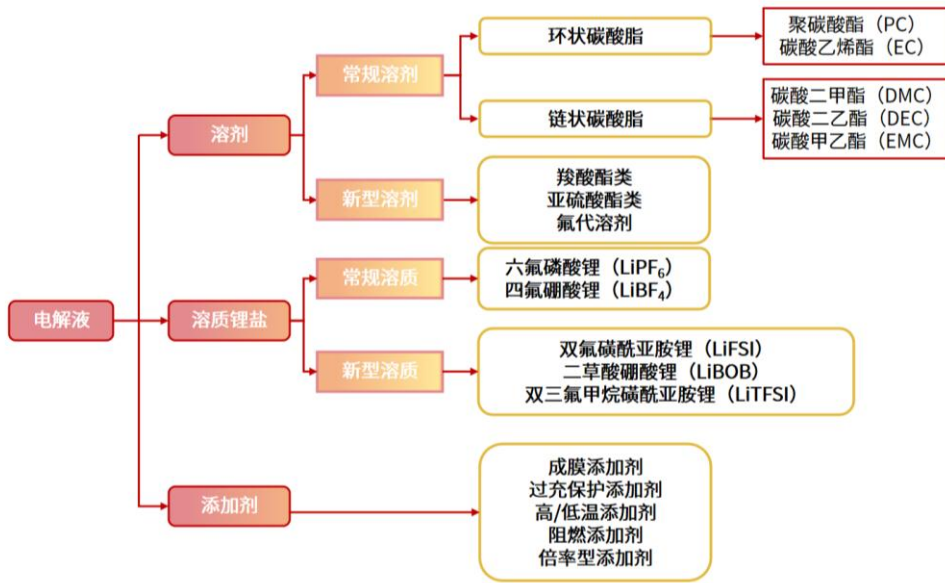 电解液
溶剂
常规溶剂
环状碳酸脂
聚碳酸酯（PC）
碳酸乙烯酯（EC）
链状碳酸脂
碳酸二甲酯（DMC）
碳酸二乙酯（DEC）
碳酸甲乙酯（EMC）
新型溶剂
羧酸酯类
亚硫酸酯类
氟代溶剂
溶质锂盐
常规溶质
六氟磷酸锂（LiPF₆）
四氟硼酸锂（LiBF₄）
新型溶质
双氟磺酰亚胺锂（LiFSI）
二草酸硼酸锂（LiBOB）
双三氟甲烷磺酰亚胺锂（LiTFSI）
添加剂
成膜添加剂
过充保护添加剂
高/低温添加剂
阻燃添加剂
倍率型添加剂